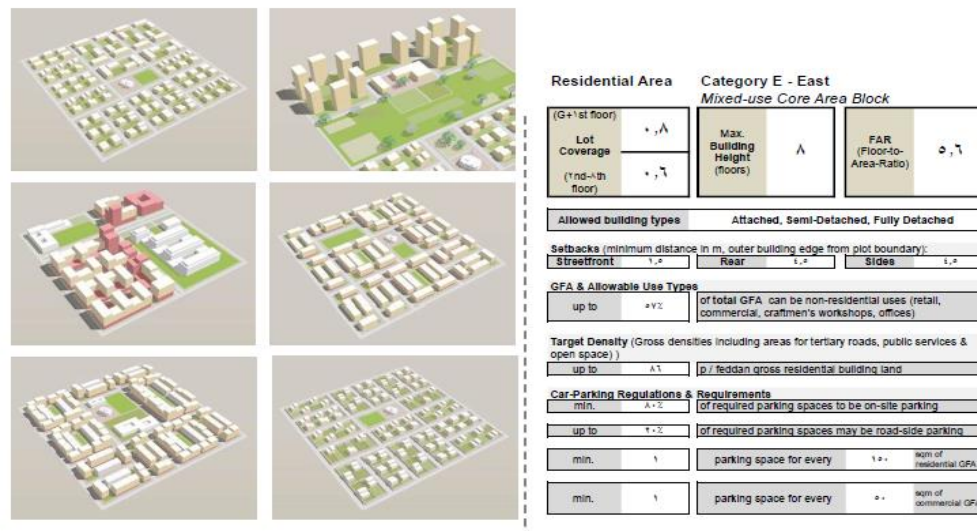 Residential Area Category E - East
Mixed-use Core Area Block
(G+١st floor)
Lot
Coverage
(٢nd-٨th
floor)
٠,٨
٠,٦
Max.
Building
Height
(floors)
٨
FAR
(Floor-to-
Area-Ratio)
٥,٦
Allowed building types Attached, Semi-Detached, Fully Detached
Setbacks (minimum distance in m, outer building edge from plot boundary):
Streetfront ١,٥ Rear ٤,٥ Sides ٤,٥
GFA & Allowable Use Types
up to ٥٧٪ of total GFA can be non-residential uses (retail,
commercial, craftmen's workshops, offices)
Target Density (Gross densities including areas for tertiary roads, public services &
open space) )
up to ٨٦ p / feddan gross residential building land
Car-Parking Regulations & Requirements
min. ٨٠٪ of required parking spaces to be on-site parking
up to ٢٠٪ of required parking spaces may be road-side parking
min. ١ parking space for every ١٥٠ sqm of
residential GFA
min. ١ parking space for every ٥٠ sqm of
commercial GFA